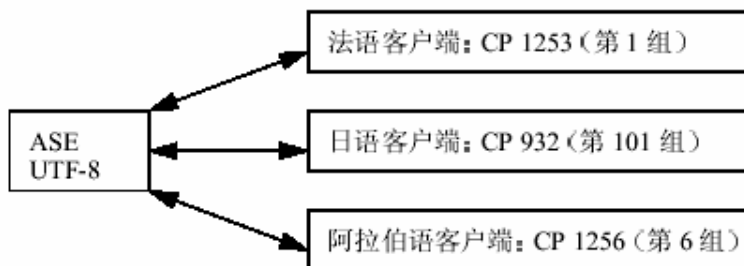 法语客户端：CP 1253（第 1 组）
ASE
UTF-8
日语客户端：CP 932（第 101 组）
阿拉伯语客户端：CP 1256（第 6 组）